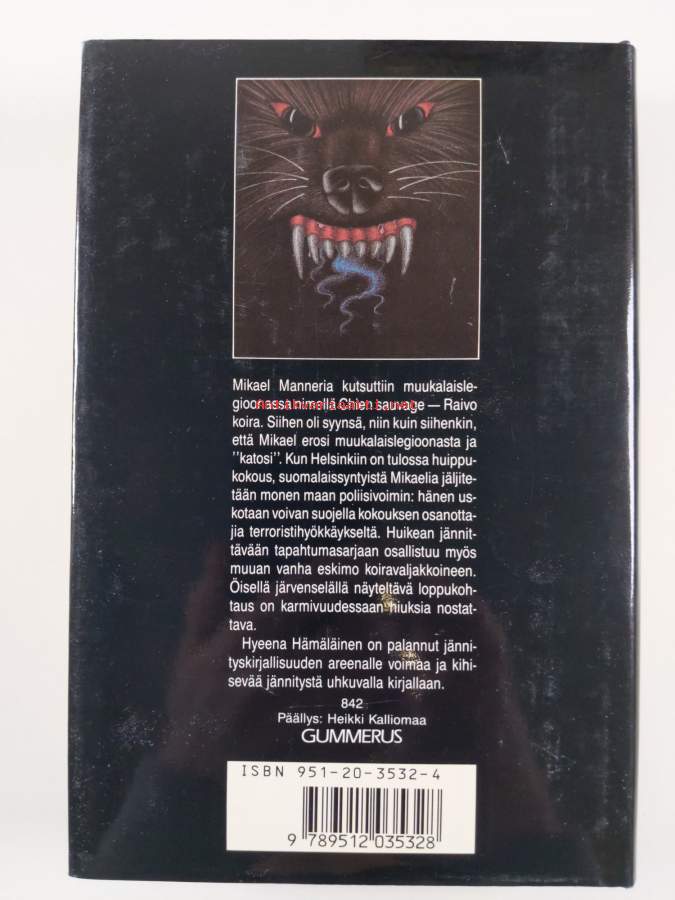 Mikael Manneria kutsuttiin muukalaisle-
gioonassa nimellä Chien sauvage — Raivo
koira. Siihen oli syynsä, niin kuin siihenkin,
että Mikael erosi muukalaislegioonasta ja
''katosi''. Kun Helsinkiin on tulossa huippu-
kokous, suomalaissyntyistä Mikaelia jäljite-
tään monen maan poliisivoimin: hänen us-
kotaan voivan suojella kokouksen osanotta-
jia terroristihyökkäykseltä. Huikean jännit-
tävään tapahtumasarjaan osallistuu myös
muuan vanha eskimo koiravaljakkoineen.
Öisellä järvenselällä näyteltävä loppukoh-
taus on karmivuudessaan hiuksia nostat-
tava.
Hyeena Hämäläinen on palannut jänni-
tyskirjallisuuden areenalle voimaa ja kihi-
sevää jännitystä uhkuvalla kirjallaan.
842
Päällys: Heikki Kalliomaa
GUMMERUS
ISBN 951-20-3532-4
9 789512 035328